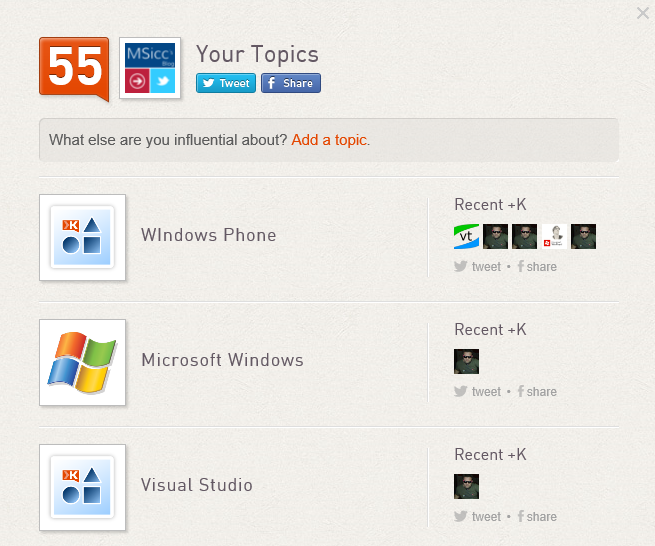 55
MSicc
Blog
Your Topics
Tweet
Share
What else are you influential about? Add a topic.
WIndows Phone
Recent +K
K
vt
tweet • share
Microsoft Windows
Recent +K
tweet • share
Visual Studio
Recent +K
K
tweet • share